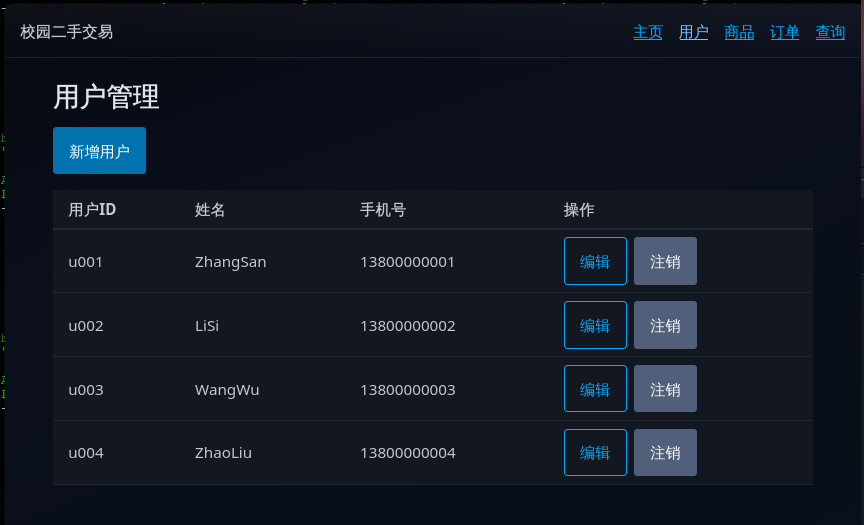 校园二手交易 主页 用户 商品 订单 查询
用户管理
新增用户
用户ID 姓名 手机号 操作
u001 ZhangSan 13800000001 编辑 注销
u002 LiSi 13800000002 编辑 注销
u003 WangWu 13800000003 编辑 注销
u004 ZhaoLiu 13800000004 编辑 注销